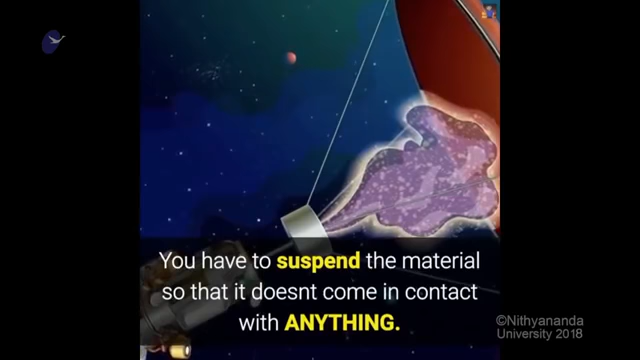 You have to suspend the material
so that it doesnt come in contact
with ANYTHING.
©Nithyananda
University 2018